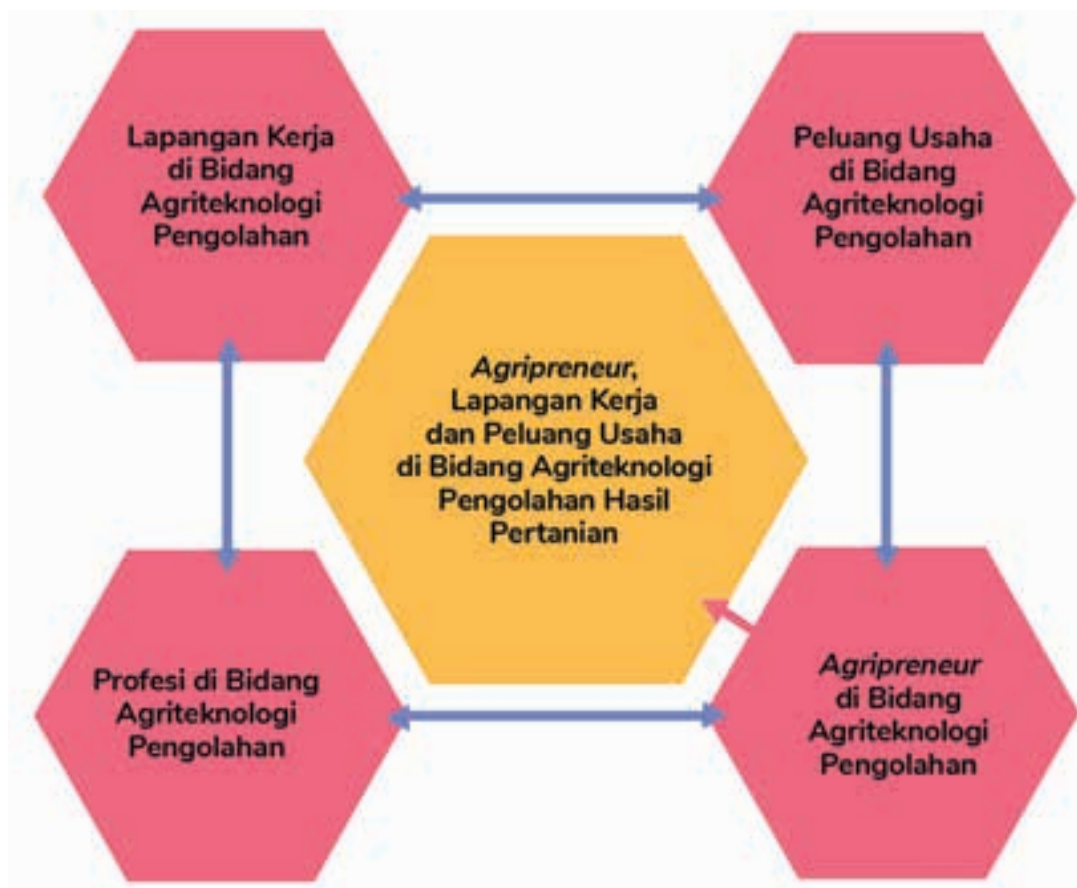 Lapangan Kerja
di Bidang
Agriteknologi
Pengolahan
Peluang Usaha
di Bidang
Agriteknologi
Pengolahan
Agripreneur,
Lapangan Kerja
dan Peluang Usaha
di Bidang Agriteknologi
Pengolahan Hasil
Pertanian
Profesi di Bidang
Agriteknologi
Pengolahan
Agripreneur
di Bidang
Agriteknologi
Pengolahan